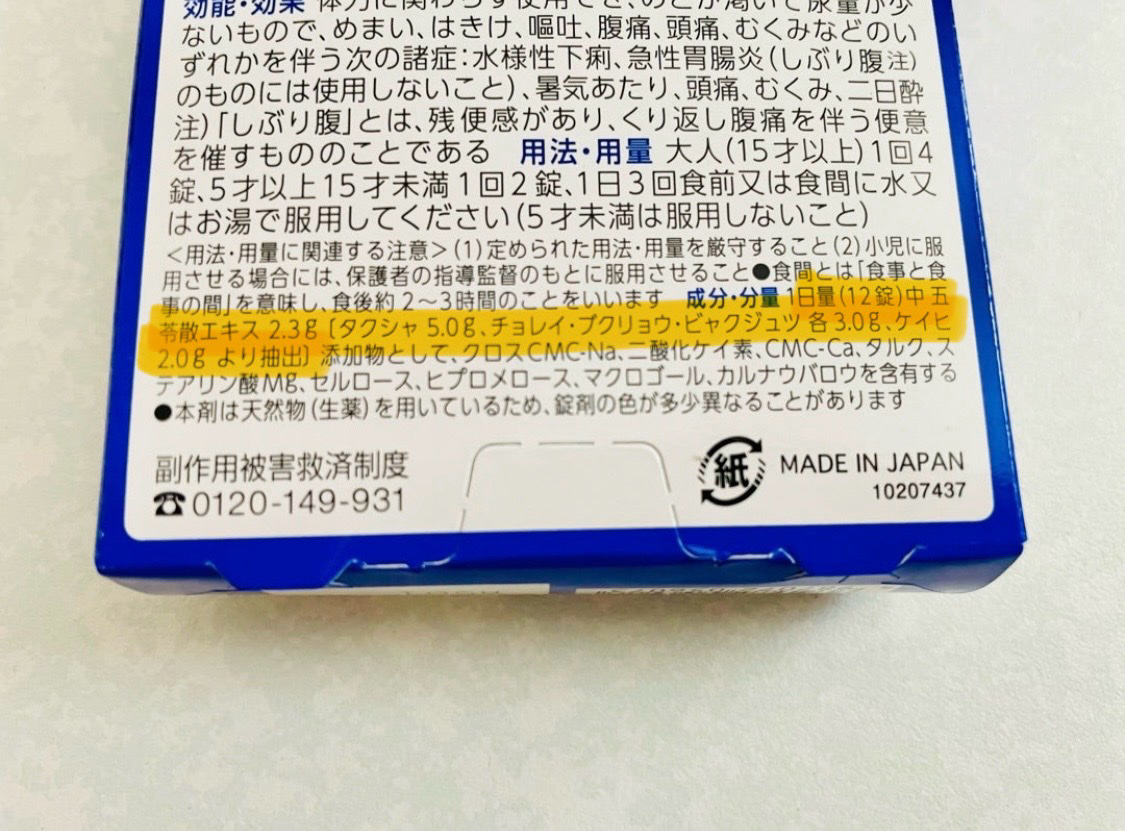 効能・効果 体力に関わらず使用でき、のどが渇いて尿量が少
ないもので、めまい、はきけ、嘔吐、腹痛、頭痛、むくみなどのい
ずれかを伴う次の諸症：水様性下痢、急性胃腸炎（しぶり腹注）
のものには使用しないこと）、暑気あたり、頭痛、むくみ、二日酔
注）「しぶり腹」とは、残便感があり、くり返し腹痛を伴う便意
を催すもののことである 用法・用量 大人（15才以上）1回4
錠、5才以上15才未満1回2錠、1日3回食前又は食間に水又
はお湯で服用してください（5才未満は服用しないこと）
＜用法・用量に関連する注意＞（1）定められた用法・用量を厳守すること（2）小児に服
用させる場合には、保護者の指導監督のもとに服用させること●食間とは「食事と食
事の間」を意味し、食後約2〜3時間のことをいいます 成分・分量 1日量（12錠）中 五
苓散エキス 2.3g〔タクシャ 5.0g、チョレイ・ブクリョウ・ビャクジュツ 各3.0g、ケイヒ
2.0g より抽出〕添加物として、クロスCMC-Na、二酸化ケイ素、CMC-Ca、タルク、ス
テアリン酸Mg、セルロース、ヒプロメロース、マクロゴール、カルナウバロウを含有する
●本剤は天然物（生薬）を用いているため、錠剤の色が多少異なることがあります
副作用被害救済制度
☎0120-149-931
紙
MADE IN JAPAN
10207437